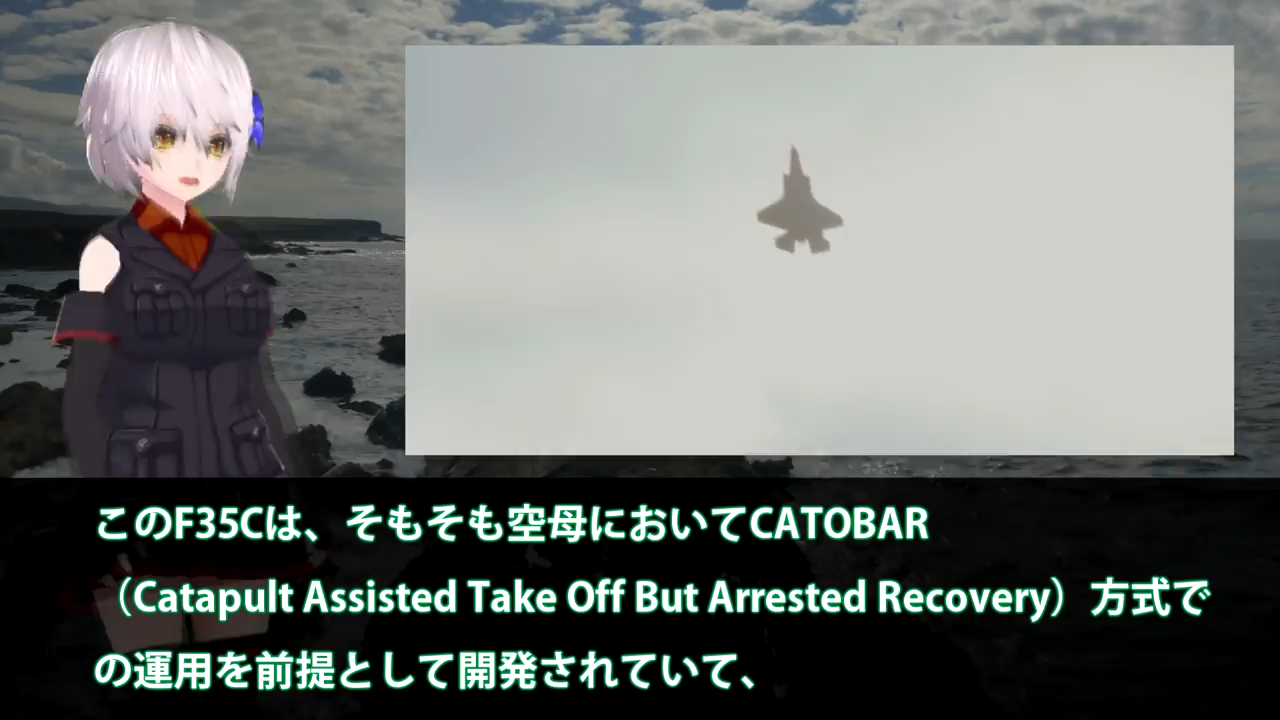 このF35Cは、そもそも空母においてCATOBAR
（Catapult Assisted Take Off But Arrested Recovery）方式で
の運用を前提として開発されていて、